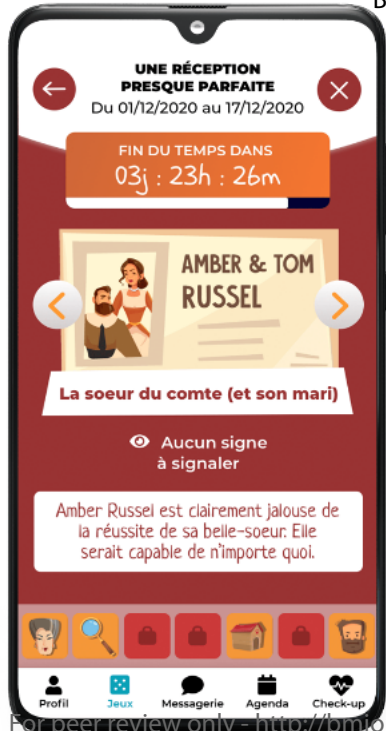 B
UNE RÉCEPTION
PRESQUE PARFAITE
Du 01/12/2020 au 17/12/2020
FIN DU TEMPS DANS
03j : 23h : 26m
AMBER & TOM
RUSSEL
La soeur du comte (et son mari)
Aucun signe
à signaler
Amber Russel est clairement jalouse de
la réussite de sa belle-soeur. Elle
serait capable de n'importe quoi.
Profil Jeux Messagerie Agenda Check-up
For peer review only - http://bmjo